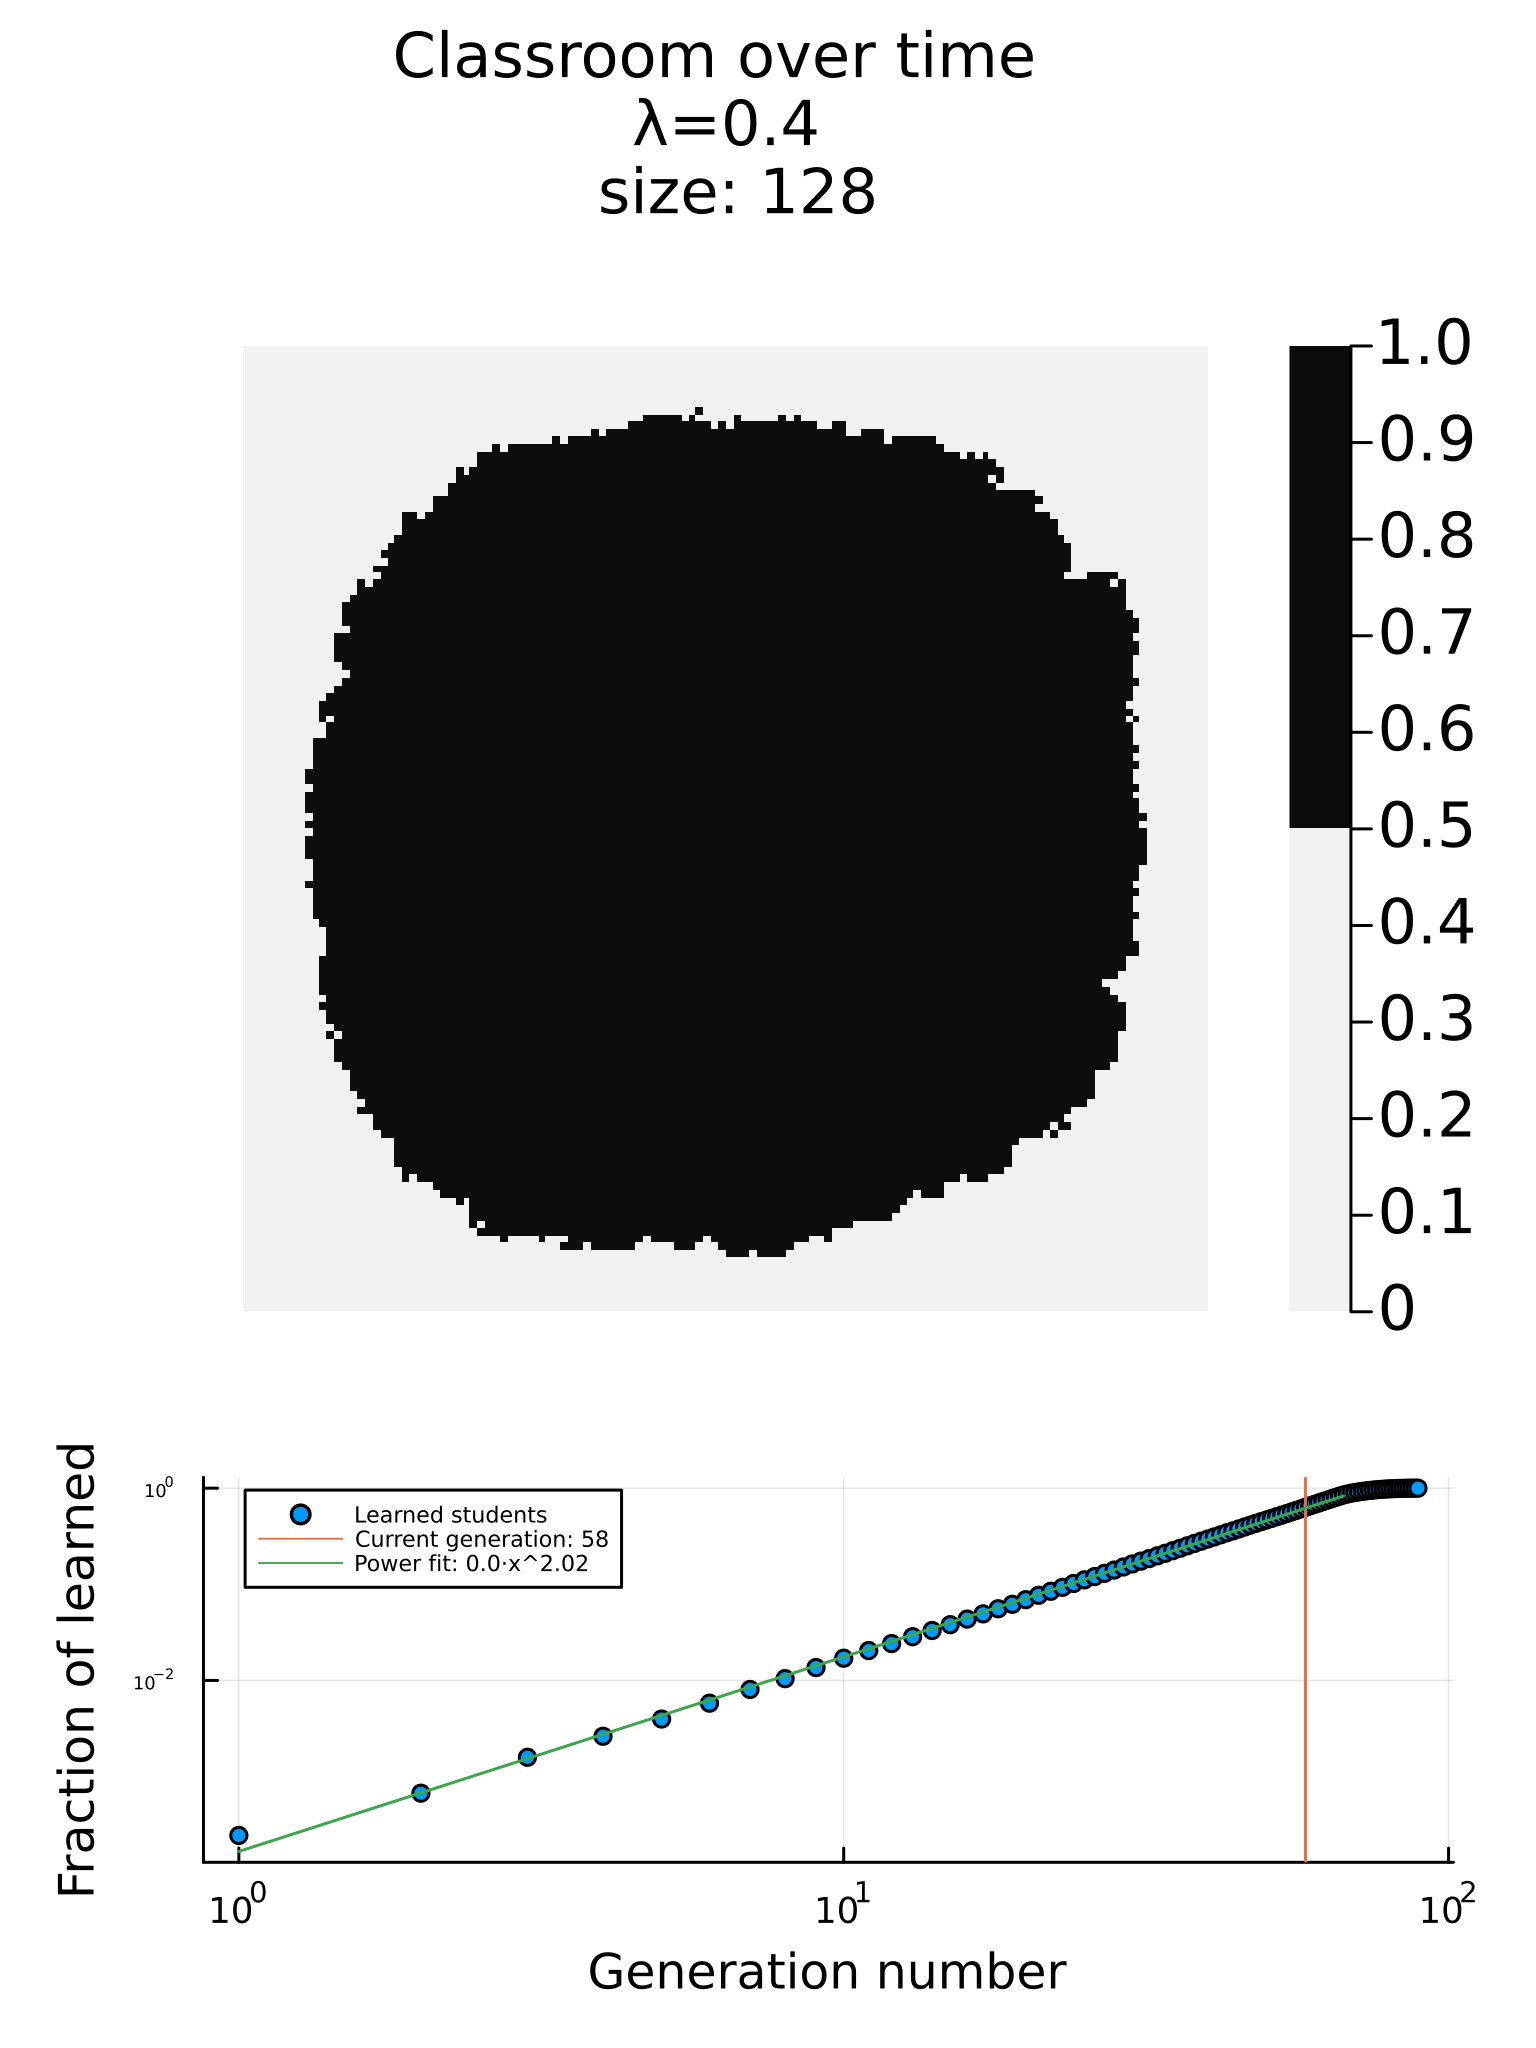 Classroom over time
λ=0.4
size: 128
1.0
0.9
0.8
0.7
0.6
0.5
0.4
0.3
0.2
0.1
0
Fraction of learned
10^0
10^-2
Learned students
Current generation: 58
Power fit: 0.0·x^2.02
10^0
10^1
10^2
Generation number